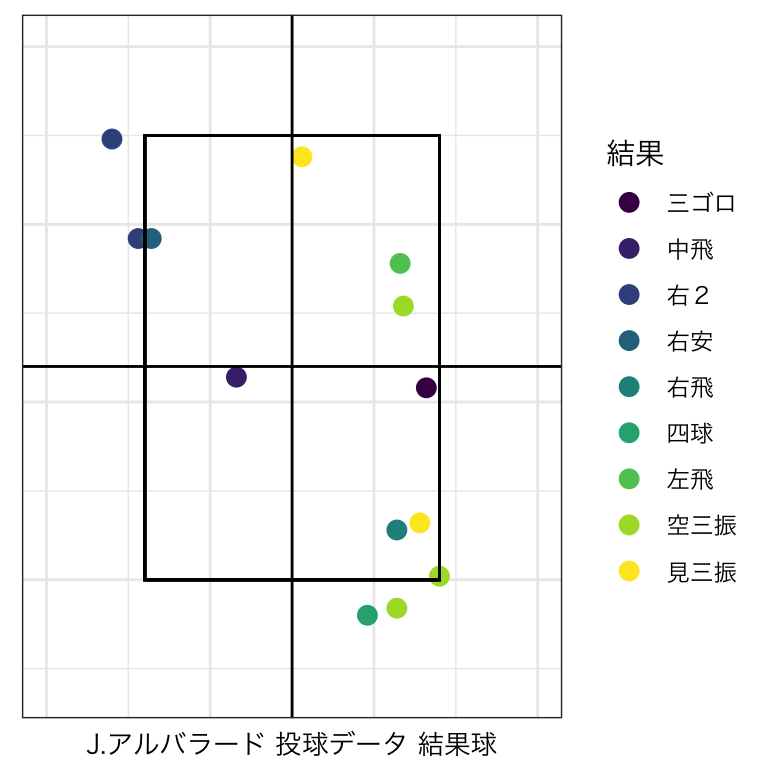 結果
三ゴロ
中飛
右２
右安
右飛
四球
左飛
空三振
見三振
J.アルバラード 投球データ 結果球